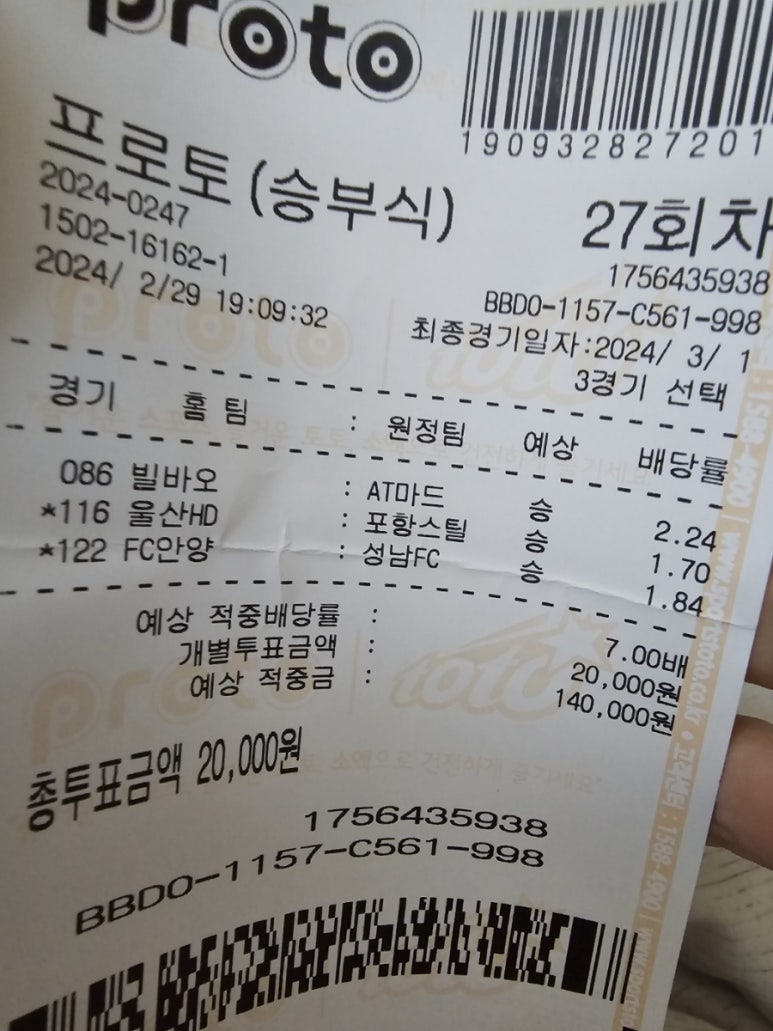 proto
190932827201
프로토(승부식) 27회차
2024-0247 1756435938
1502-16162-1 BBD0-1157-C561-998
2024/ 2/29 19:09:32 최종경기일자:2024/ 3/ 1
3경기 선택
경기 홈 팀 : 원정팀 예상 배당률
086 빌바오 : AT마드 승 2.24
*116 울산HD : 포항스틸 승 1.70
*122 FC안양 : 성남FC 승 1.84
예상 적중배당률 : 7.00배
개별투표금액 : 20,000원
예상 적중금 : 140,000원
총투표금액 20,000원
1756435938
BBD0-1157-C561-998